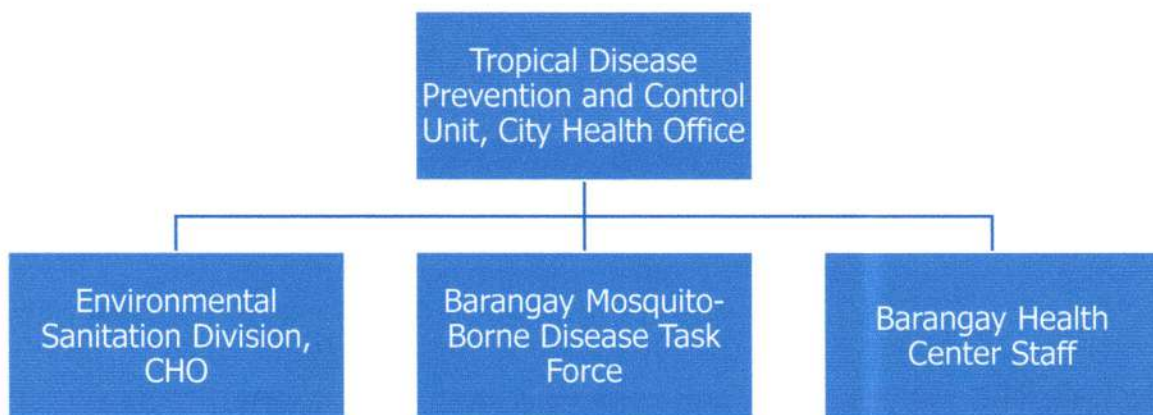 Tropical Disease
Prevention and Control
Unit, City Health Office
Environmental
Sanitation Division,
CHO
Barangay Mosquito-
Borne Disease Task
Force
Barangay Health
Center Staff